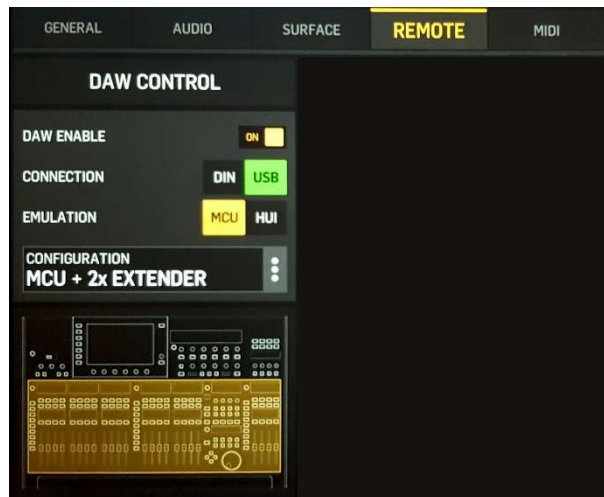 GENERAL AUDIO SURFACE REMOTE MIDI
DAW CONTROL
DAW ENABLE ON
CONNECTION DIN USB
EMULATION MCU HUI
CONFIGURATION
MCU + 2x EXTENDER